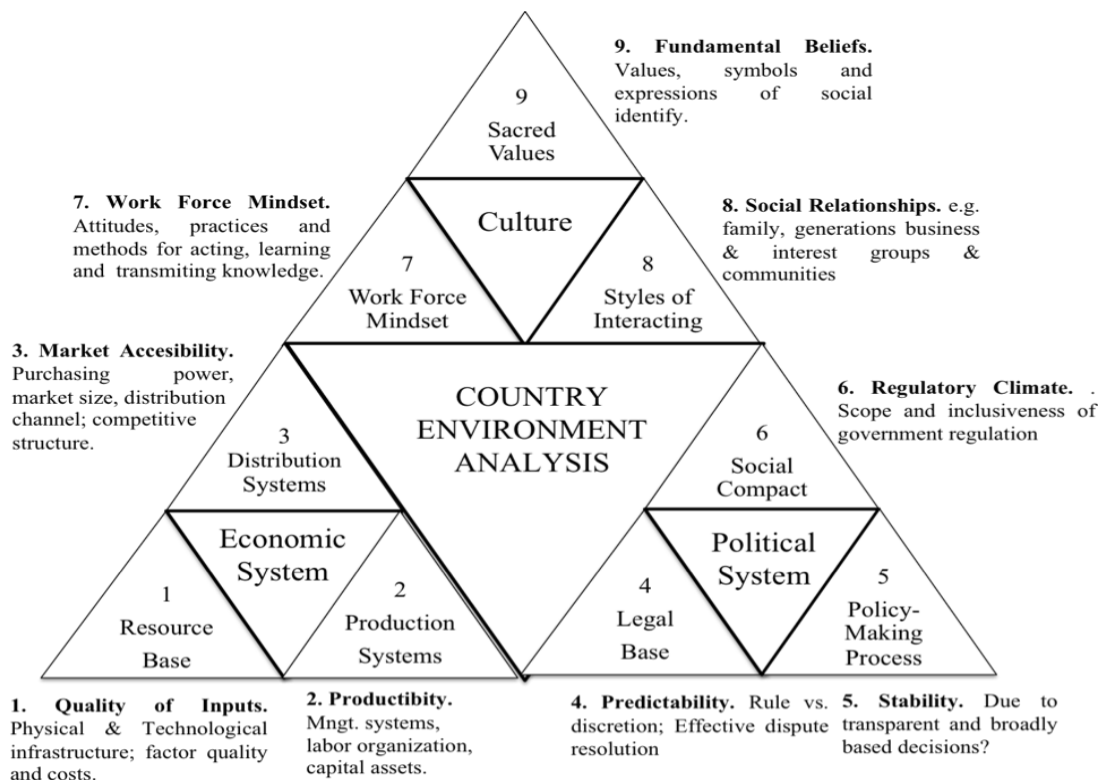 9. Fundamental Beliefs.
Values, symbols and
expressions of social
identify.
9
Sacred
Values
7. Work Force Mindset.
Attitudes, practices and
methods for acting, learning
and transmiting knowledge.
Culture
8. Social Relationships. e.g.
family, generations business
& interest groups &
communities
7
Work Force
Mindset
8
Styles of
Interacting
3. Market Accesibility.
Purchasing power,
market size, distribution
channel; competitive
structure.
COUNTRY
ENVIRONMENT
ANALYSIS
6. Regulatory Climate. .
Scope and inclusiveness of
government regulation
3
Distribution
Systems
6
Social
Compact
Economic
System
Political
System
1
Resource
Base
2
Production
Systems
4
Legal
Base
5
Policy-
Making
Process
1. Quality of Inputs.
Physical & Technological
infrastructure; factor quality
and costs.
2. Productibity.
Mngt. systems,
labor organization,
capital assets.
4. Predictability. Rule vs.
discretion; Effective dispute
resolution
5. Stability. Due to
transparent and broadly
based decisions?